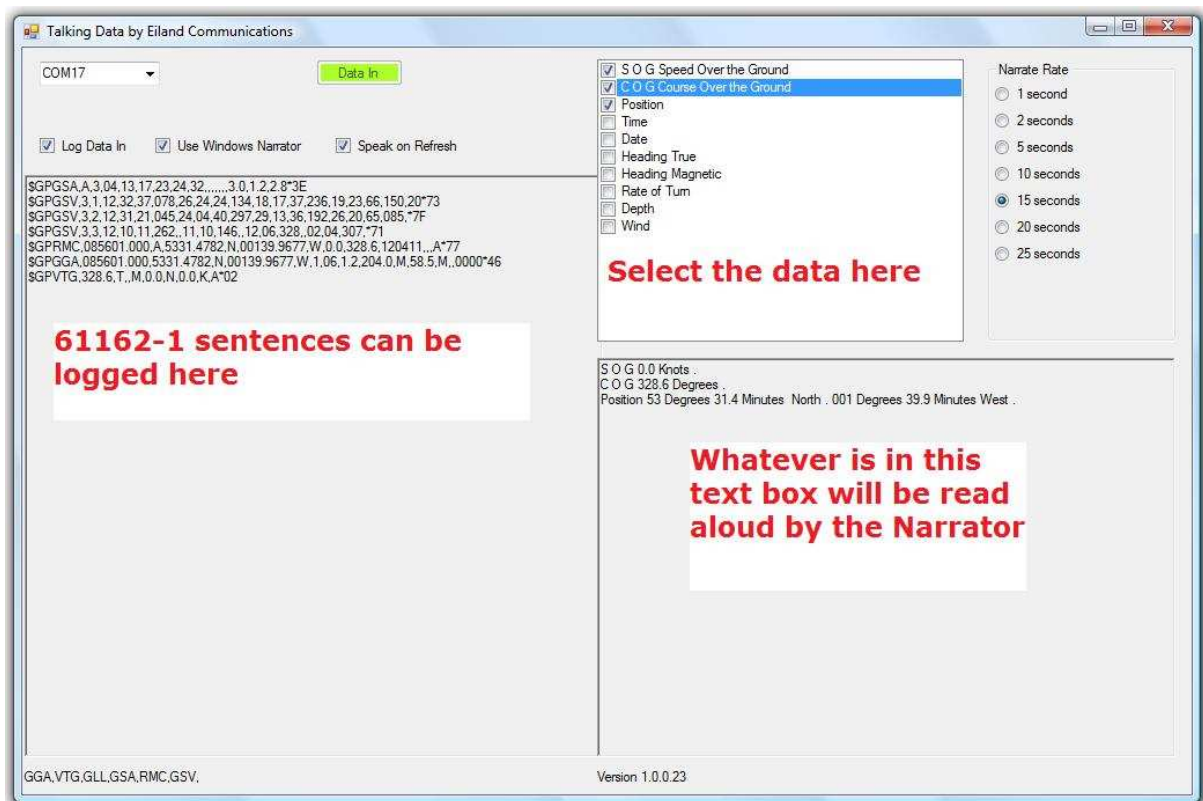 Talking Data by Eiland Communications
COM17
Data In
Log Data In
Use Windows Narrator
Speak on Refresh
$GPGSA,A,3,04,13,17,23,24,32,,,,,,,3.0,1.2,2.8*3E
$GPGSV,3,1,12,32,37,078,26,24,24,134,18,17,37,236,19,23,66,150,20*73
$GPGSV,3,2,12,31,21,045,24,04,40,297,29,13,36,192,26,20,65,085,*7F
$GPGSV,3,3,12,10,11,262,,11,10,146,,12,06,328,,02,04,307,*71
$GPRMC,085601.000,A,5331.4782,N,00139.9677,W,0.0,328.6,120411,,,A*77
$GPGGA,085601.000,5331.4782,N,00139.9677,W,1,06,1.2,204.0,M,58.5,M,,0000*46
$GPVTG,328.6,T,,M,0.0,N,0.0,K,A*02
61162-1 sentences can be
logged here
GGA,VTG,GLL,GSA,RMC,GSV,
S O G Speed Over the Ground
C O G Course Over the Ground
Position
Time
Date
Heading True
Heading Magnetic
Rate of Turn
Depth
Wind
Select the data here
Narrate Rate
1 second
2 seconds
5 seconds
10 seconds
15 seconds
20 seconds
25 seconds
S O G 0.0 Knots .
C O G 328.6 Degrees .
Position 53 Degrees 31.4 Minutes  North . 001 Degrees 39.9 Minutes West .
Whatever is in this
text box will be read
aloud by the Narrator
Version 1.0.0.23